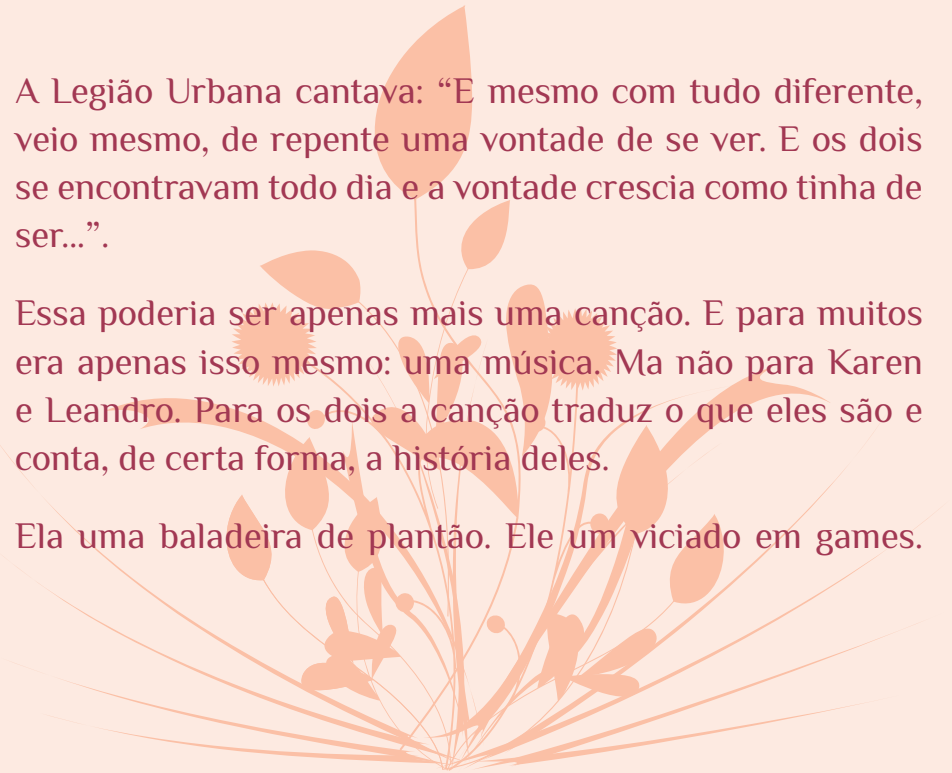 A Legião Urbana cantava: “E mesmo com tudo diferente,
veio mesmo, de repente uma vontade de se ver. E os dois
se encontravam todo dia e a vontade crescia como tinha de
ser...”.
Essa poderia ser apenas mais uma canção. E para muitos
era apenas isso mesmo: uma música. Ma não para Karen
e Leandro. Para os dois a canção traduz o que eles são e
conta, de certa forma, a história deles.
Ela uma baladeira de plantão. Ele um viciado em games.